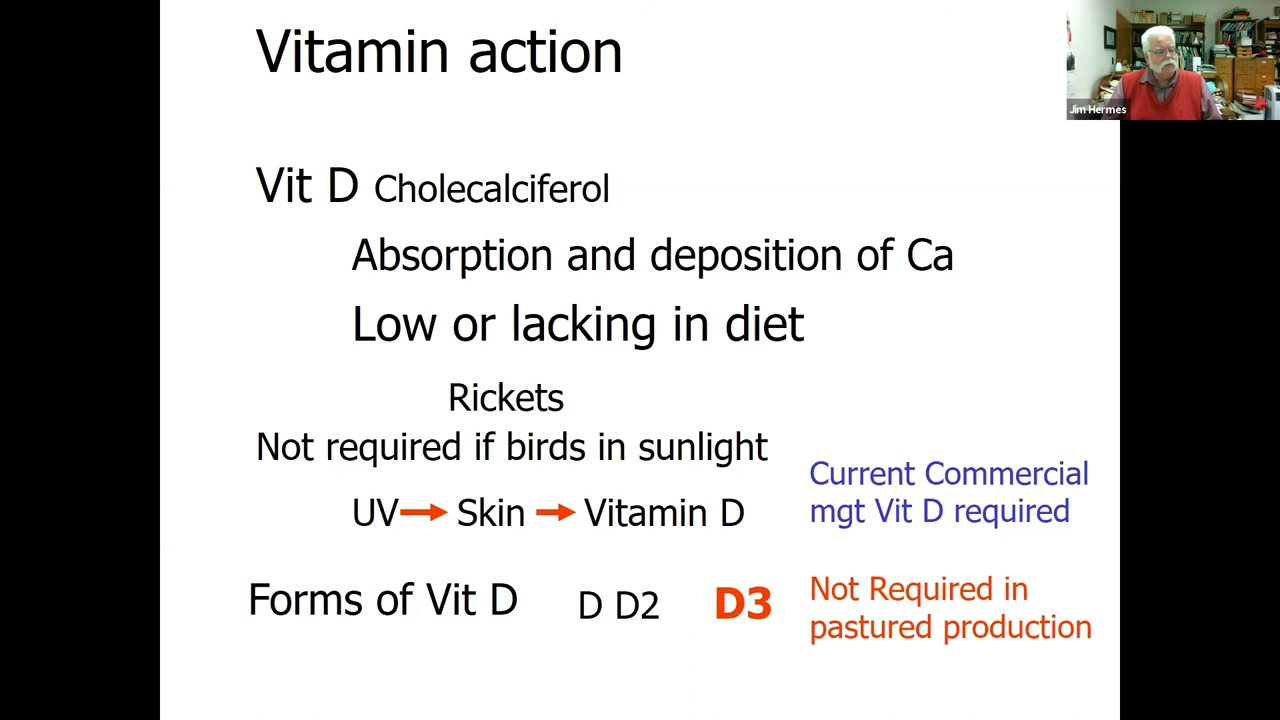 Vitamin action
Jim Hermes
Vit D Cholecalciferol
Absorption and deposition of Ca
Low or lacking in diet
Rickets
Not required if birds in sunlight
UV Skin Vitamin D
Current Commercial
mgt Vit D required
Forms of Vit D D D2 D3
Not Required in
pastured production